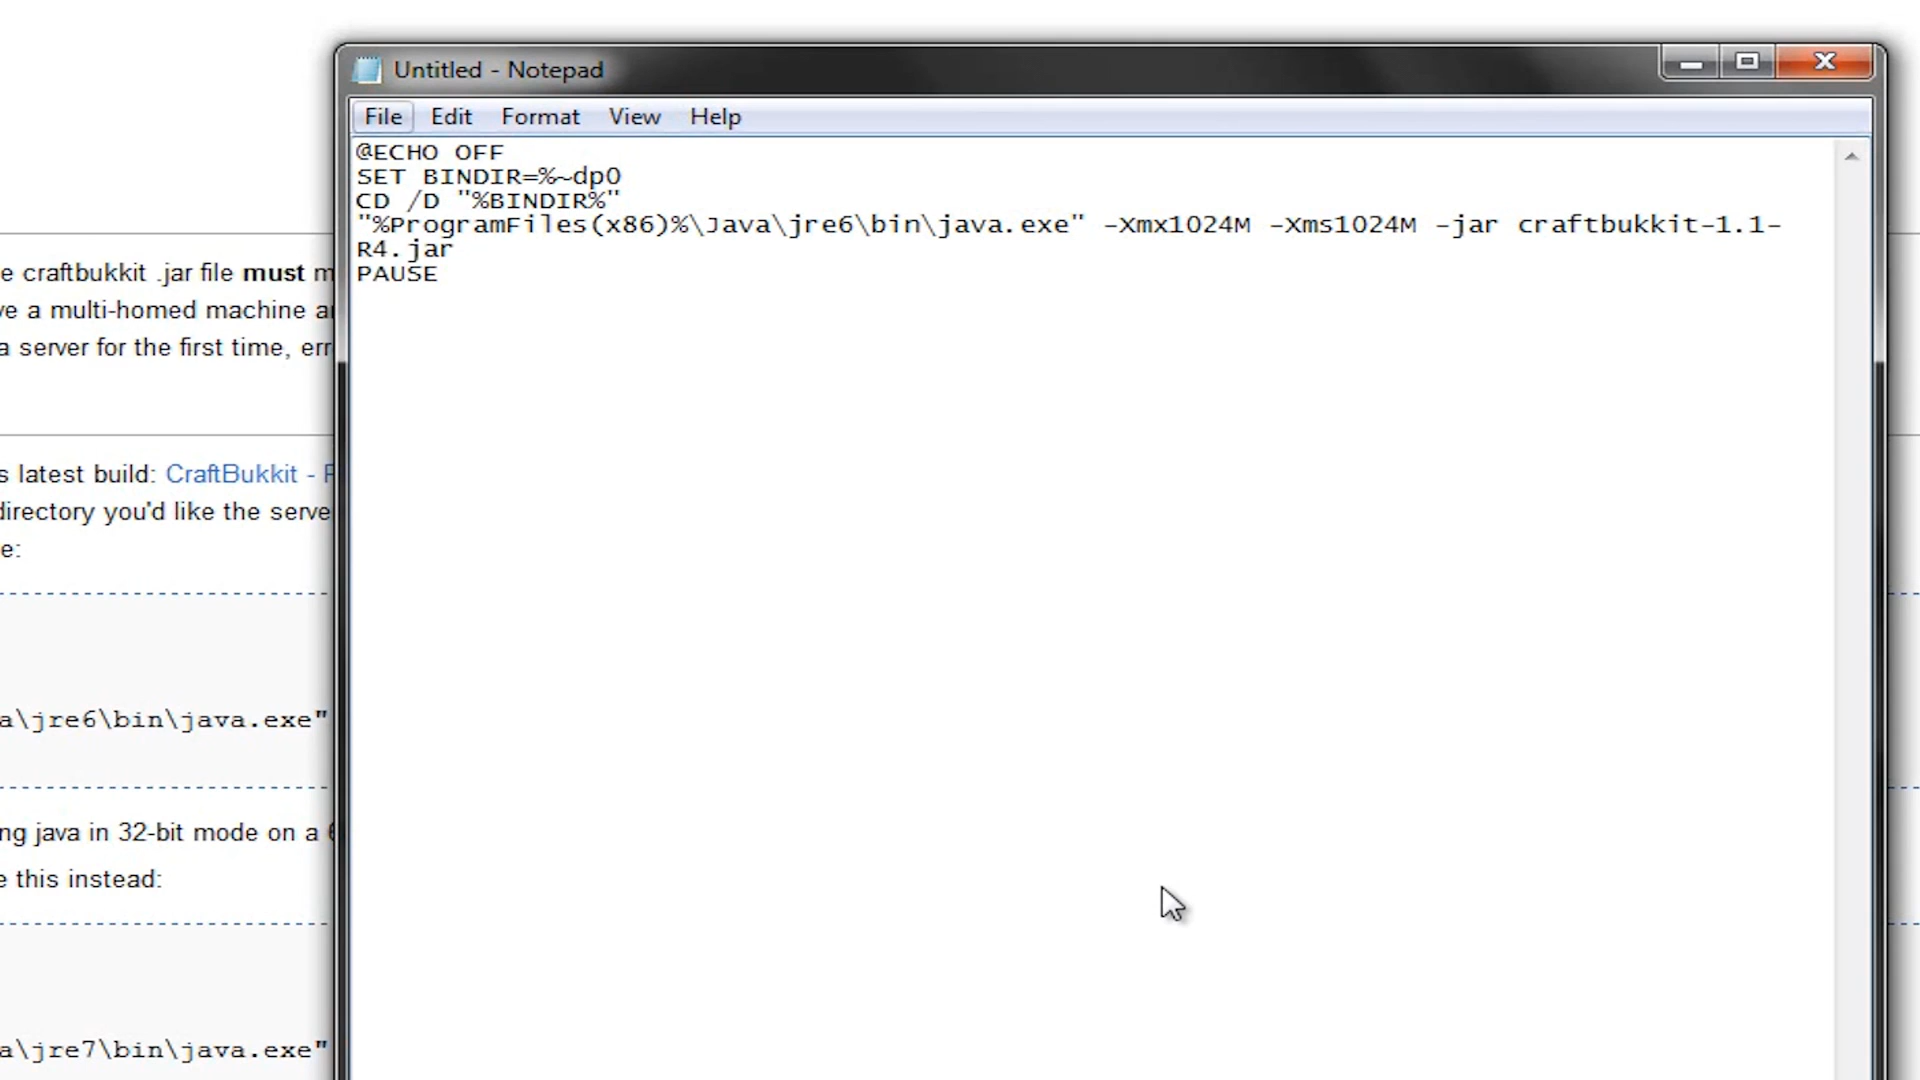 Untitled - Notepad
File Edit Format View Help
@ECHO OFF
SET BINDIR=%~dp0
CD /D "%BINDIR%"
"%ProgramFiles(x86)%\Java\jre6\bin\java.exe" -Xmx1024M -Xms1024M -jar craftbukkit-1.1-
R4.jar
PAUSE
e craftbukkit .jar file must m
ve a multi-homed machine
a server for the first time, err
s latest build: CraftBukkit -
directory you'd like the serve
e:
a\jre6\bin\java.exe"
ng java in 32-bit mode on a
e this instead:
a\jre7\bin\java.exe"